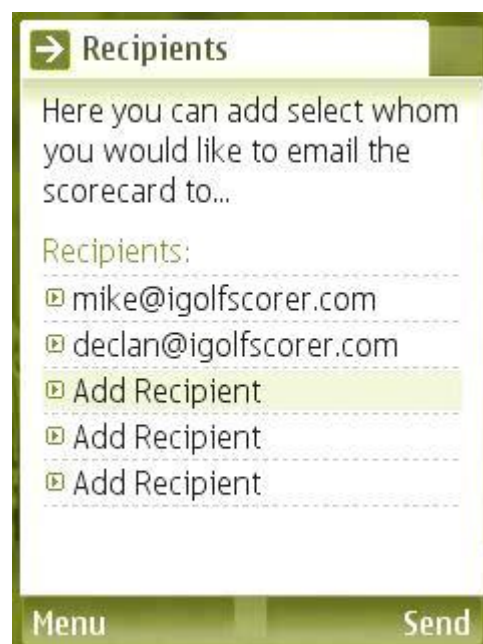 Recipients
Here you can add select whom
you would like to email the
scorecard to...
Recipients:
mike@igolfscorer.com
declan@igolfscorer.com
Add Recipient
Add Recipient
Add Recipient
Menu Send